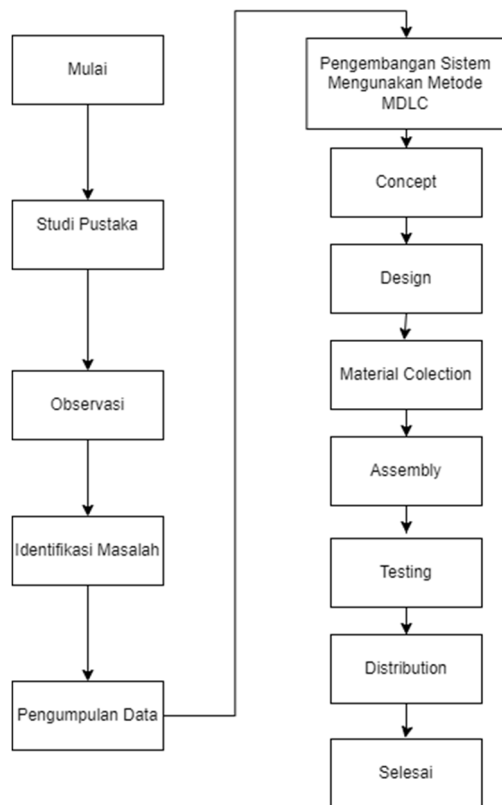 Mulai
Studi Pustaka
Observasi
Identifikasi Masalah
Pengumpulan Data
Pengembangan Sistem
Mengunakan Metode
MDLC
Concept
Design
Material Colection
Assembly
Testing
Distribution
Selesai